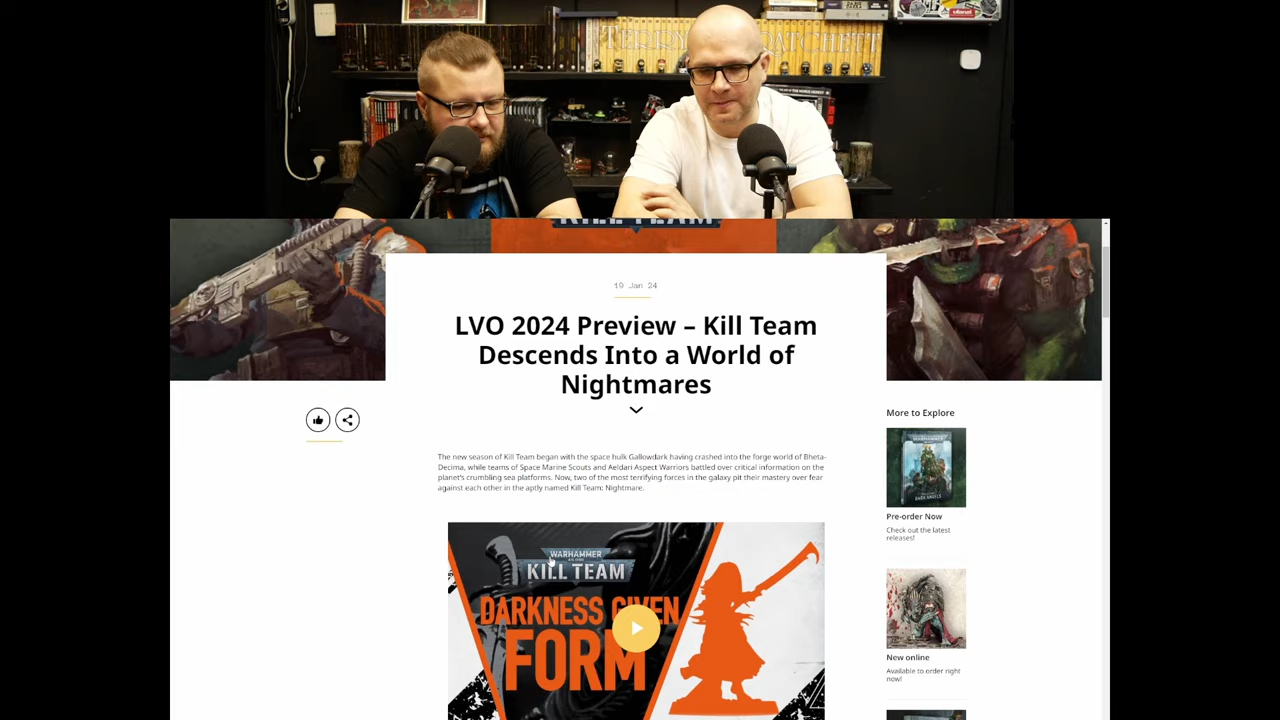 TERRY PRATCHETT
KILL TEAM
19 Jan 24
LVO 2024 Preview – Kill Team
Descends Into a World of
Nightmares
More to Explore
The new season of Kill Team began with the space hulk Gallowdark having crashed into the forge world of Bheta-
Decima, while teams of Space Marine Scouts and Aeldari Aspect Warriors battled over critical information on the
planet's crumbling sea platforms. Now, two of the most terrifying forces in the galaxy pit their mastery over fear
against each other in the aptly named Kill Team: Nightmare.
WARHAMMER
DARK ANGELS
Pre-order Now
Check out the latest
releases!
WARHAMMER
KILL TEAM
DARKNESS GIVEN
FORM
New online
Available to order right
now!